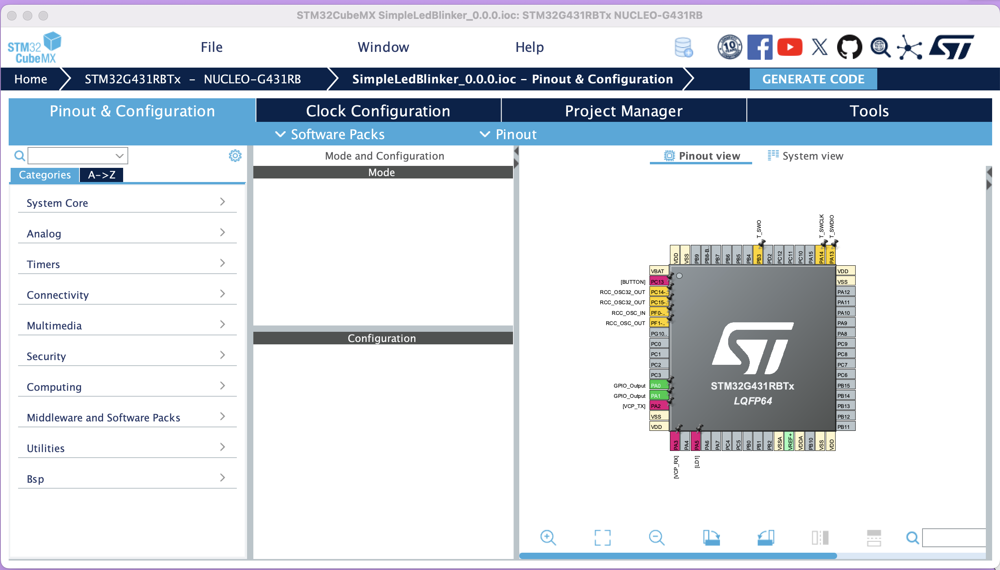 STM32CubeMX SimpleLedBlinker_0.0.0.ioc: STM32G431RBTx NUCLEO-G431RB
STM32
CubeMX
File
Window
Help
10
Home
STM32G431RBTx - NUCLEO-G431RB
SimpleLedBlinker_0.0.0.ioc - Pinout & Configuration
GENERATE CODE
Pinout & Configuration
Clock Configuration
Project Manager
Tools
Software Packs
Pinout
Categories
A->Z
System Core
Analog
Timers
Connectivity
Multimedia
Security
Computing
Middleware and Software Packs
Utilities
Bsp
Mode and Configuration
Mode
Configuration
Pinout view
System view
T_SWO
T_SWCLK
T_SWDIO
VDD
VSS
PB9
PB8-B..
PB7
PB6
PB5
PB4
PB3
PD2
PC12
PC11
PC10
PA15
PA14
PA13
VBAT
[BUTTON] PC13
RCC_OSC32_OUT PC14-..
RCC_OSC32_OUT PC15-..
RCC_OSC_IN PF0-..
RCC_OSC_OUT PF1-..
PG10..
PC0
PC1
PC2
PC3
GPIO_Output PA0
GPIO_Output PA1
[VCP_TX] PA2
VSS
VDD
ST
STM32G431RBTx
LQFP64
VDD
VSS
PA12
PA11
PA10
PA9
PA8
PC9
PC8
PC7
PC6
PB15
PB14
PB13
PB12
PB11
PA3
PA4
PA5
PA6
PA7
PC4
PC5
PB0
PB1
PB2
VSSA
VREF+
VDDA
PB10
VSS
VDD
[VCP_RX]
[LD1]